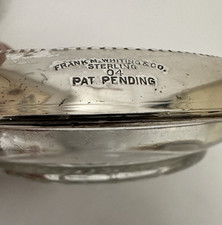 FRANK M. WHITING & CO.
STERLING
04
PAT PENDING